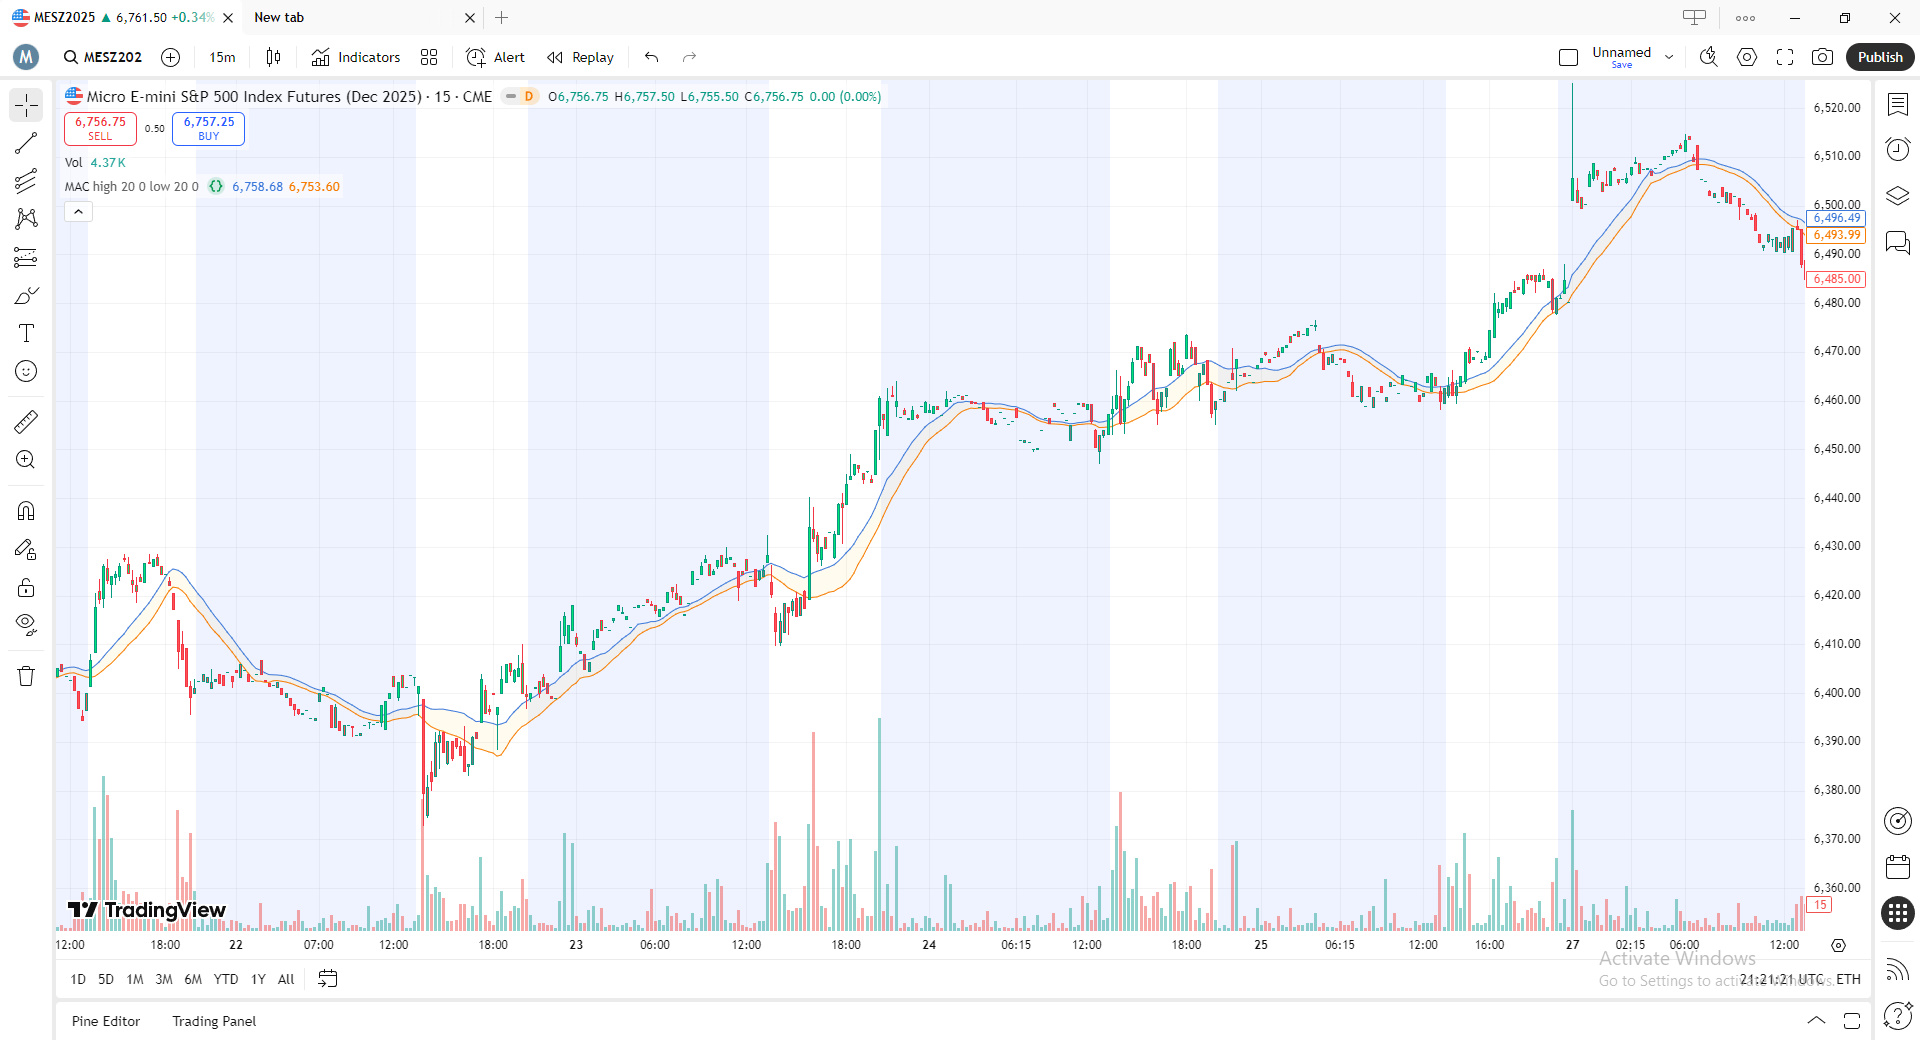 MESZ2025 ▲ 6,761.50 +0.34%
New tab
M
MESZ202
15m
Indicators
Alert
Replay
Unnamed
Save
Publish
Micro E-mini S&P 500 Index Futures (Dec 2025) · 15 · CME
D
O6,756.75 H6,757.50 L6,755.50 C6,756.75 0.00 (0.00%)
6,756.75
SELL
0.50
6,757.25
BUY
Vol 4.37K
MAC high 20 0 low 20 0 {} 6,758.68 6,753.60
6,520.00
6,510.00
6,500.00
6,496.49
6,493.99
6,490.00
6,485.00
6,480.00
6,470.00
6,460.00
6,450.00
6,440.00
6,430.00
6,420.00
6,410.00
6,400.00
6,390.00
6,380.00
6,370.00
6,360.00
15
TradingView
12:00 18:00 22 07:00 12:00 18:00 23 06:00 12:00 18:00 24 06:15 12:00 18:00 25 06:15 12:00 16:00 27 02:15 06:00 12:00
Activate Windows
Go to Settings to activate Windows.
1D 5D 1M 3M 6M YTD 1Y All
21:21:21 UTC ETH
Pine Editor
Trading Panel